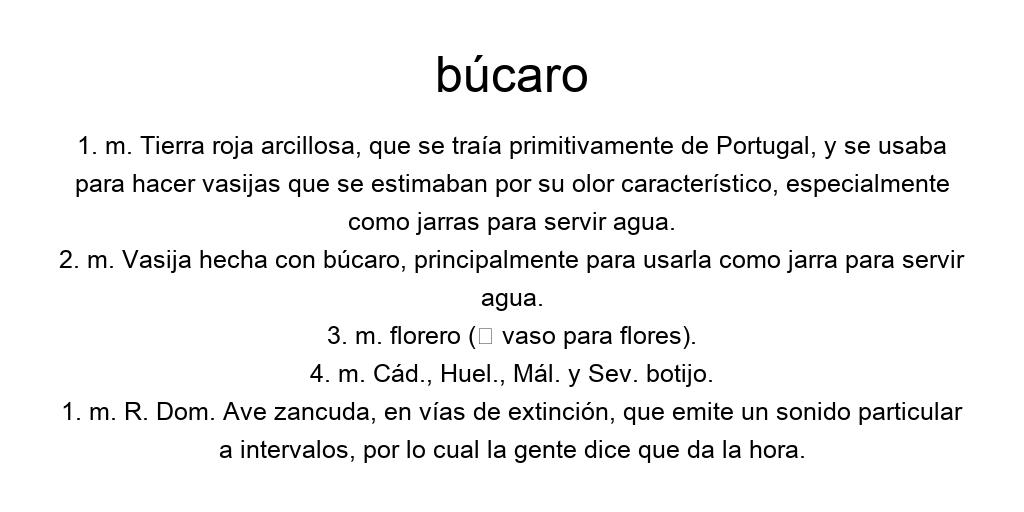 búcaro
1. m. Tierra roja arcillosa, que se traía primitivamente de Portugal, y se usaba
para hacer vasijas que se estimaban por su olor característico, especialmente
como jarras para servir agua.
2. m. Vasija hecha con búcaro, principalmente para usarla como jarra para servir
agua.
3. m. florero (▯ vaso para flores).
4. m. Cád., Huel., Mál. y Sev. botijo.
1. m. R. Dom. Ave zancuda, en vías de extinción, que emite un sonido particular
a intervalos, por lo cual la gente dice que da la hora.